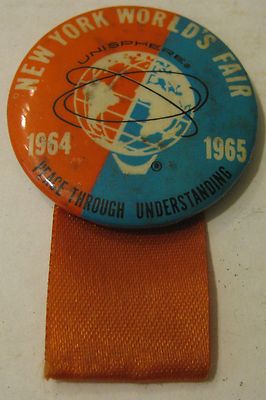 NEW YORK WORLD'S FAIR
UNISPHERE®
1964 1965
®
PEACE THROUGH UNDERSTANDING